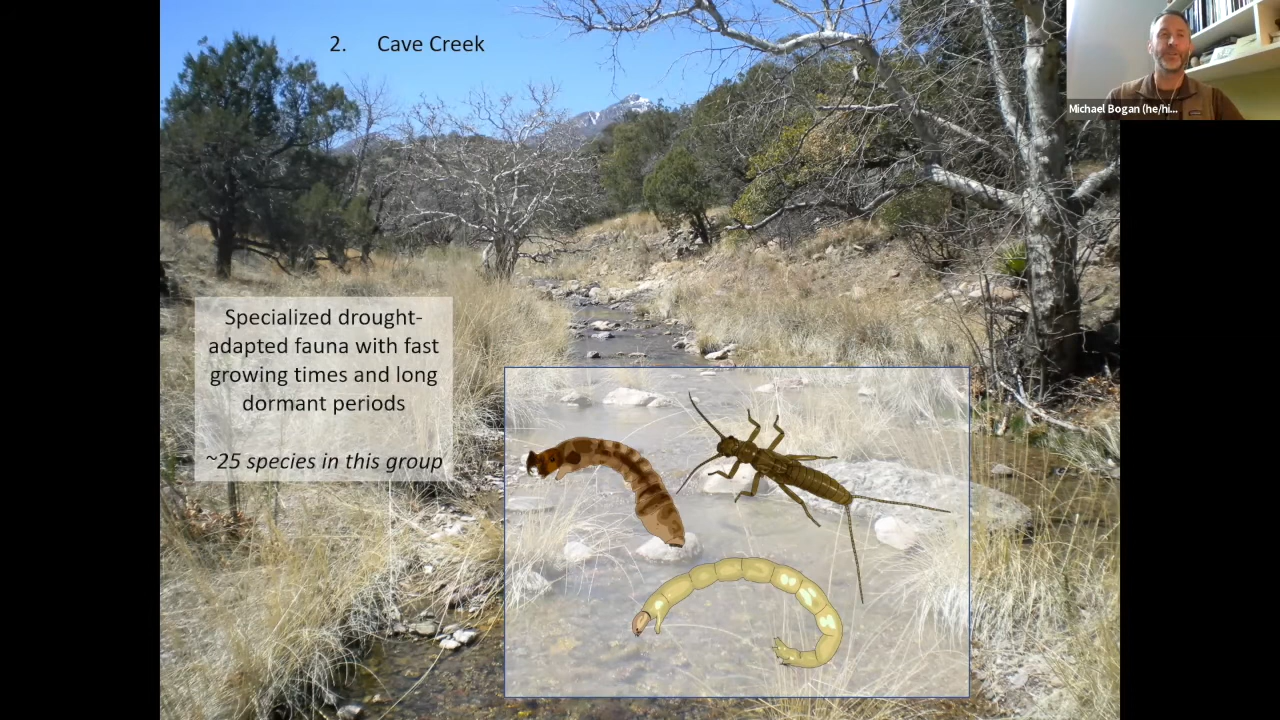 2. Cave Creek
Michael Bogan (he/hi...
Specialized drought-
adapted fauna with fast
growing times and long
dormant periods
~25 species in this group